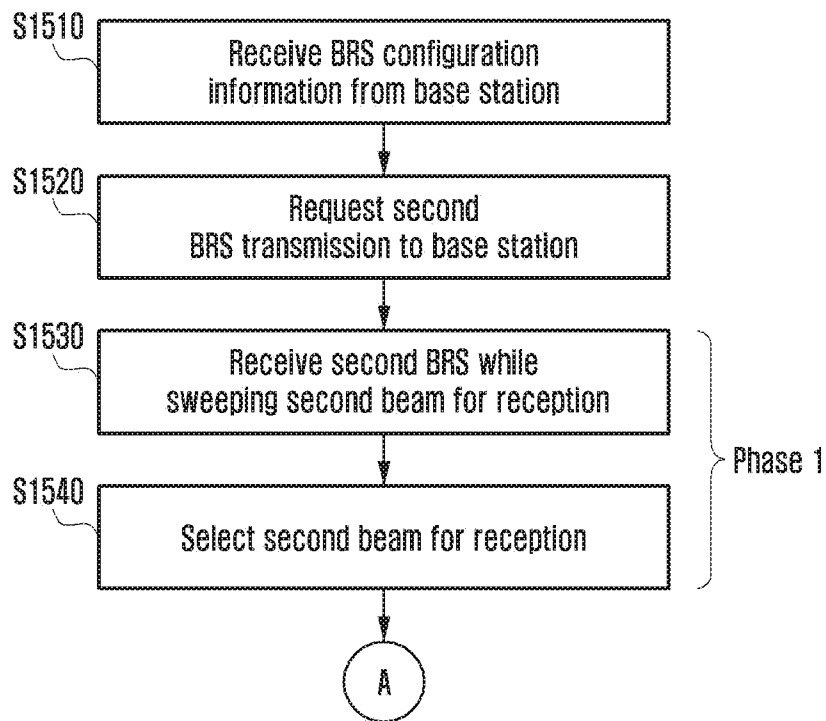 S1510
Receive BRS configuration
information from base station
S1520
Request second
BRS transmission to base station
S1530
Receive second BRS while
sweeping second beam for reception
Phase 1
S1540
Select second beam for reception
A